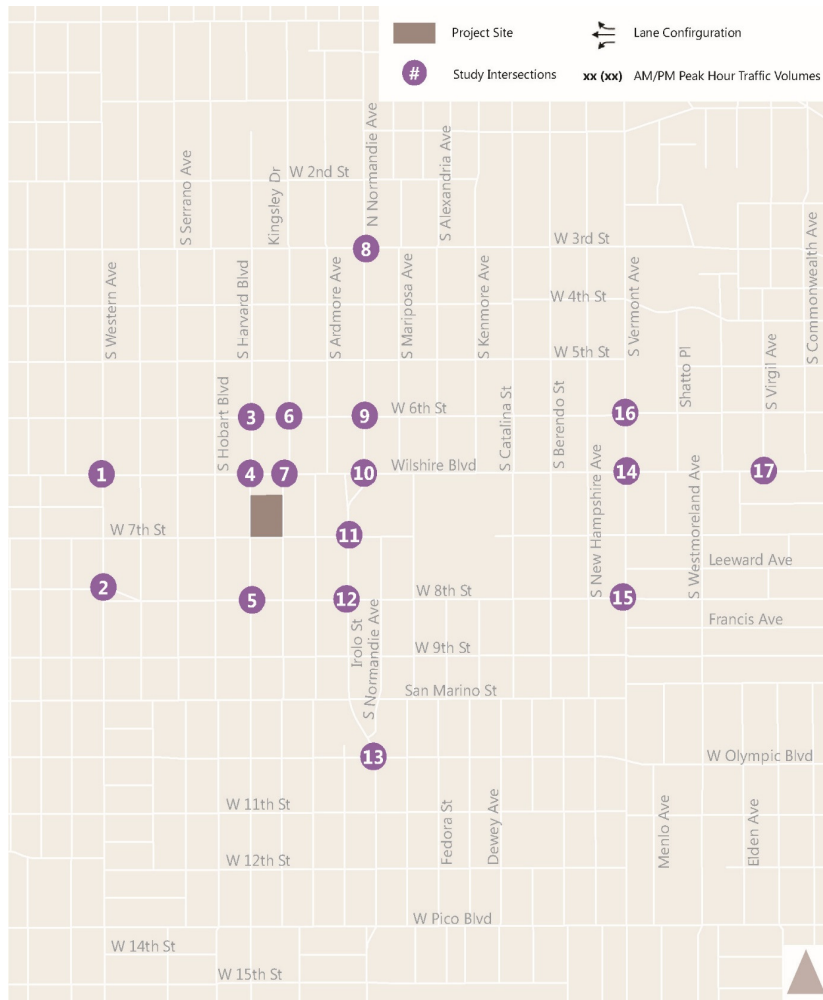 Project Site
Lane Confirguration
#
Study Intersections
xx (xx) AM/PM Peak Hour Traffic Volumes
N Normandie Ave
S Alexandria Ave
S Serrano Ave
Kingsley Dr
W 2nd St
8
W 3rd St
S Commonwealth Ave
S Western Ave
S Harvard Blvd
S Ardmore Ave
S Mariposa Ave
S Kenmore Ave
W 4th St
S Vermont Ave
W 5th St
Shatto Pl
S Virgil Ave
S Hobart Blvd
3
6
9
W 6th St
S Catalina St
S Berendo St
16
1
4
7
10
Wilshire Blvd
14
17
W 7th St
11
S New Hampshire Ave
S Westmoreland Ave
Leeward Ave
2
5
12
W 8th St
15
Francis Ave
Irolo St
S Normandie Ave
W 9th St
San Marino St
13
W Olympic Blvd
W 11th St
Fedora St
Dewey Ave
Menlo Ave
Elden Ave
W 12th St
W Pico Blvd
W 14th St
W 15th St